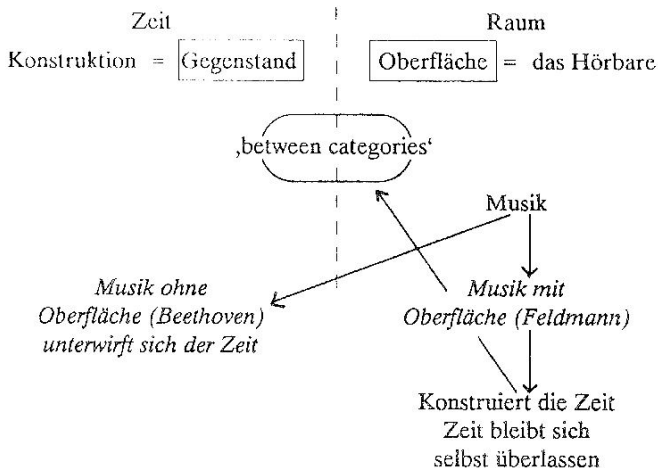 Zeit
Raum
Konstruktion = Gegenstand
Oberfläche = das Hörbare
‚between categories‘
Musik
Musik ohne
Oberfläche (Beethoven)
unterwirft sich der Zeit
Musik mit
Oberfläche (Feldmann)
Konstruiert die Zeit
Zeit bleibt sich
selbst überlassen